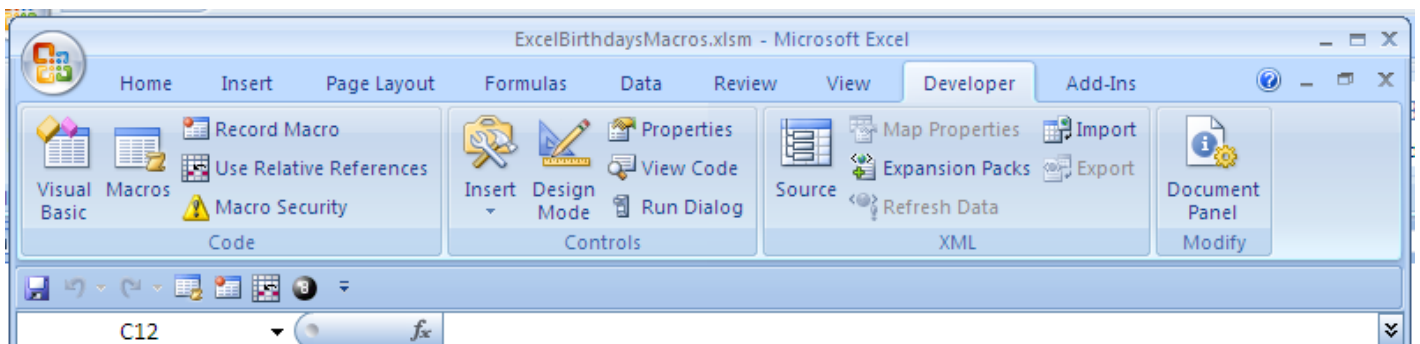 ExcelBirthdaysMacros.xlsm - Microsoft Excel
Home Insert Page Layout Formulas Data Review View Developer Add-Ins
Visual Basic
Macros
Record Macro
Use Relative References
Macro Security
Code
Insert
Design Mode
Properties
View Code
Run Dialog
Controls
Source
Map Properties
Expansion Packs
Refresh Data
Import
Export
XML
Document Panel
Modify
C12
fx